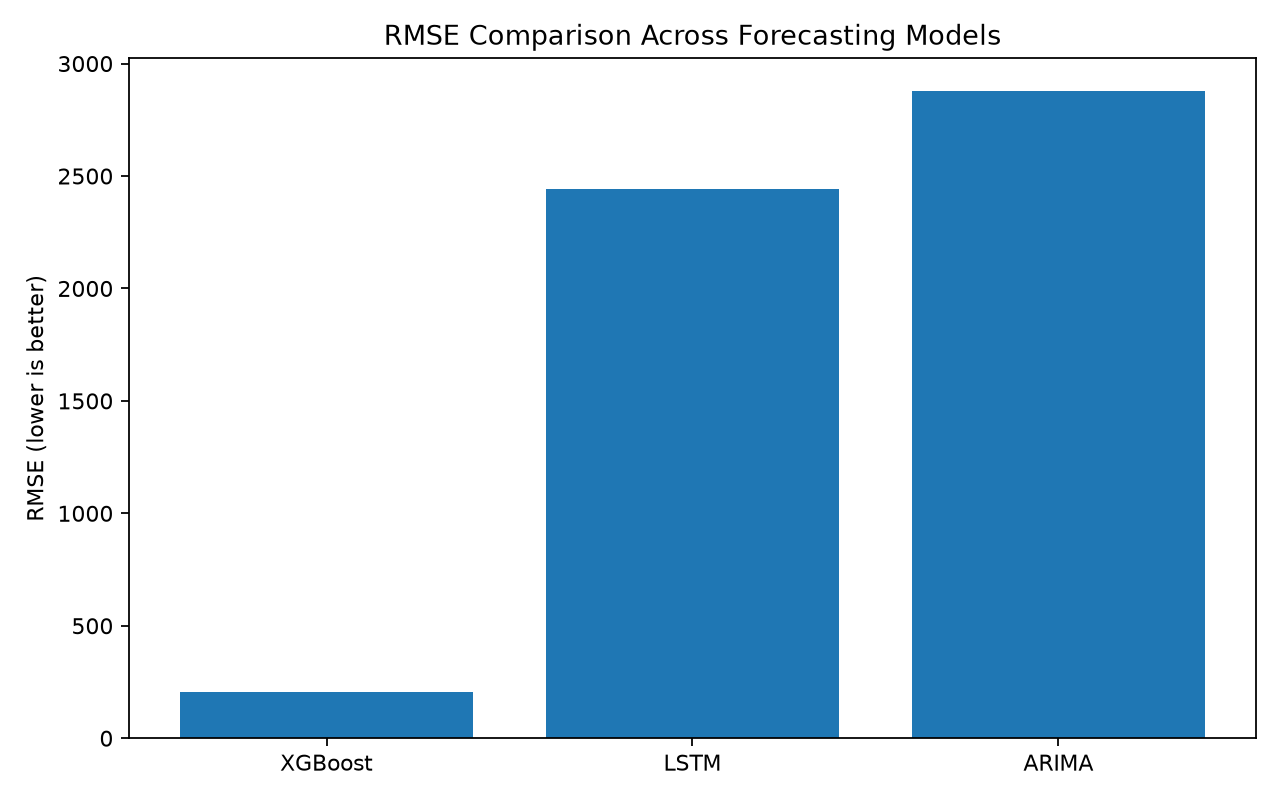 RMSE Comparison Across Forecasting Models
RMSE (lower is better)
3000
2500
2000
1500
1000
500
0
XGBoost
LSTM
ARIMA